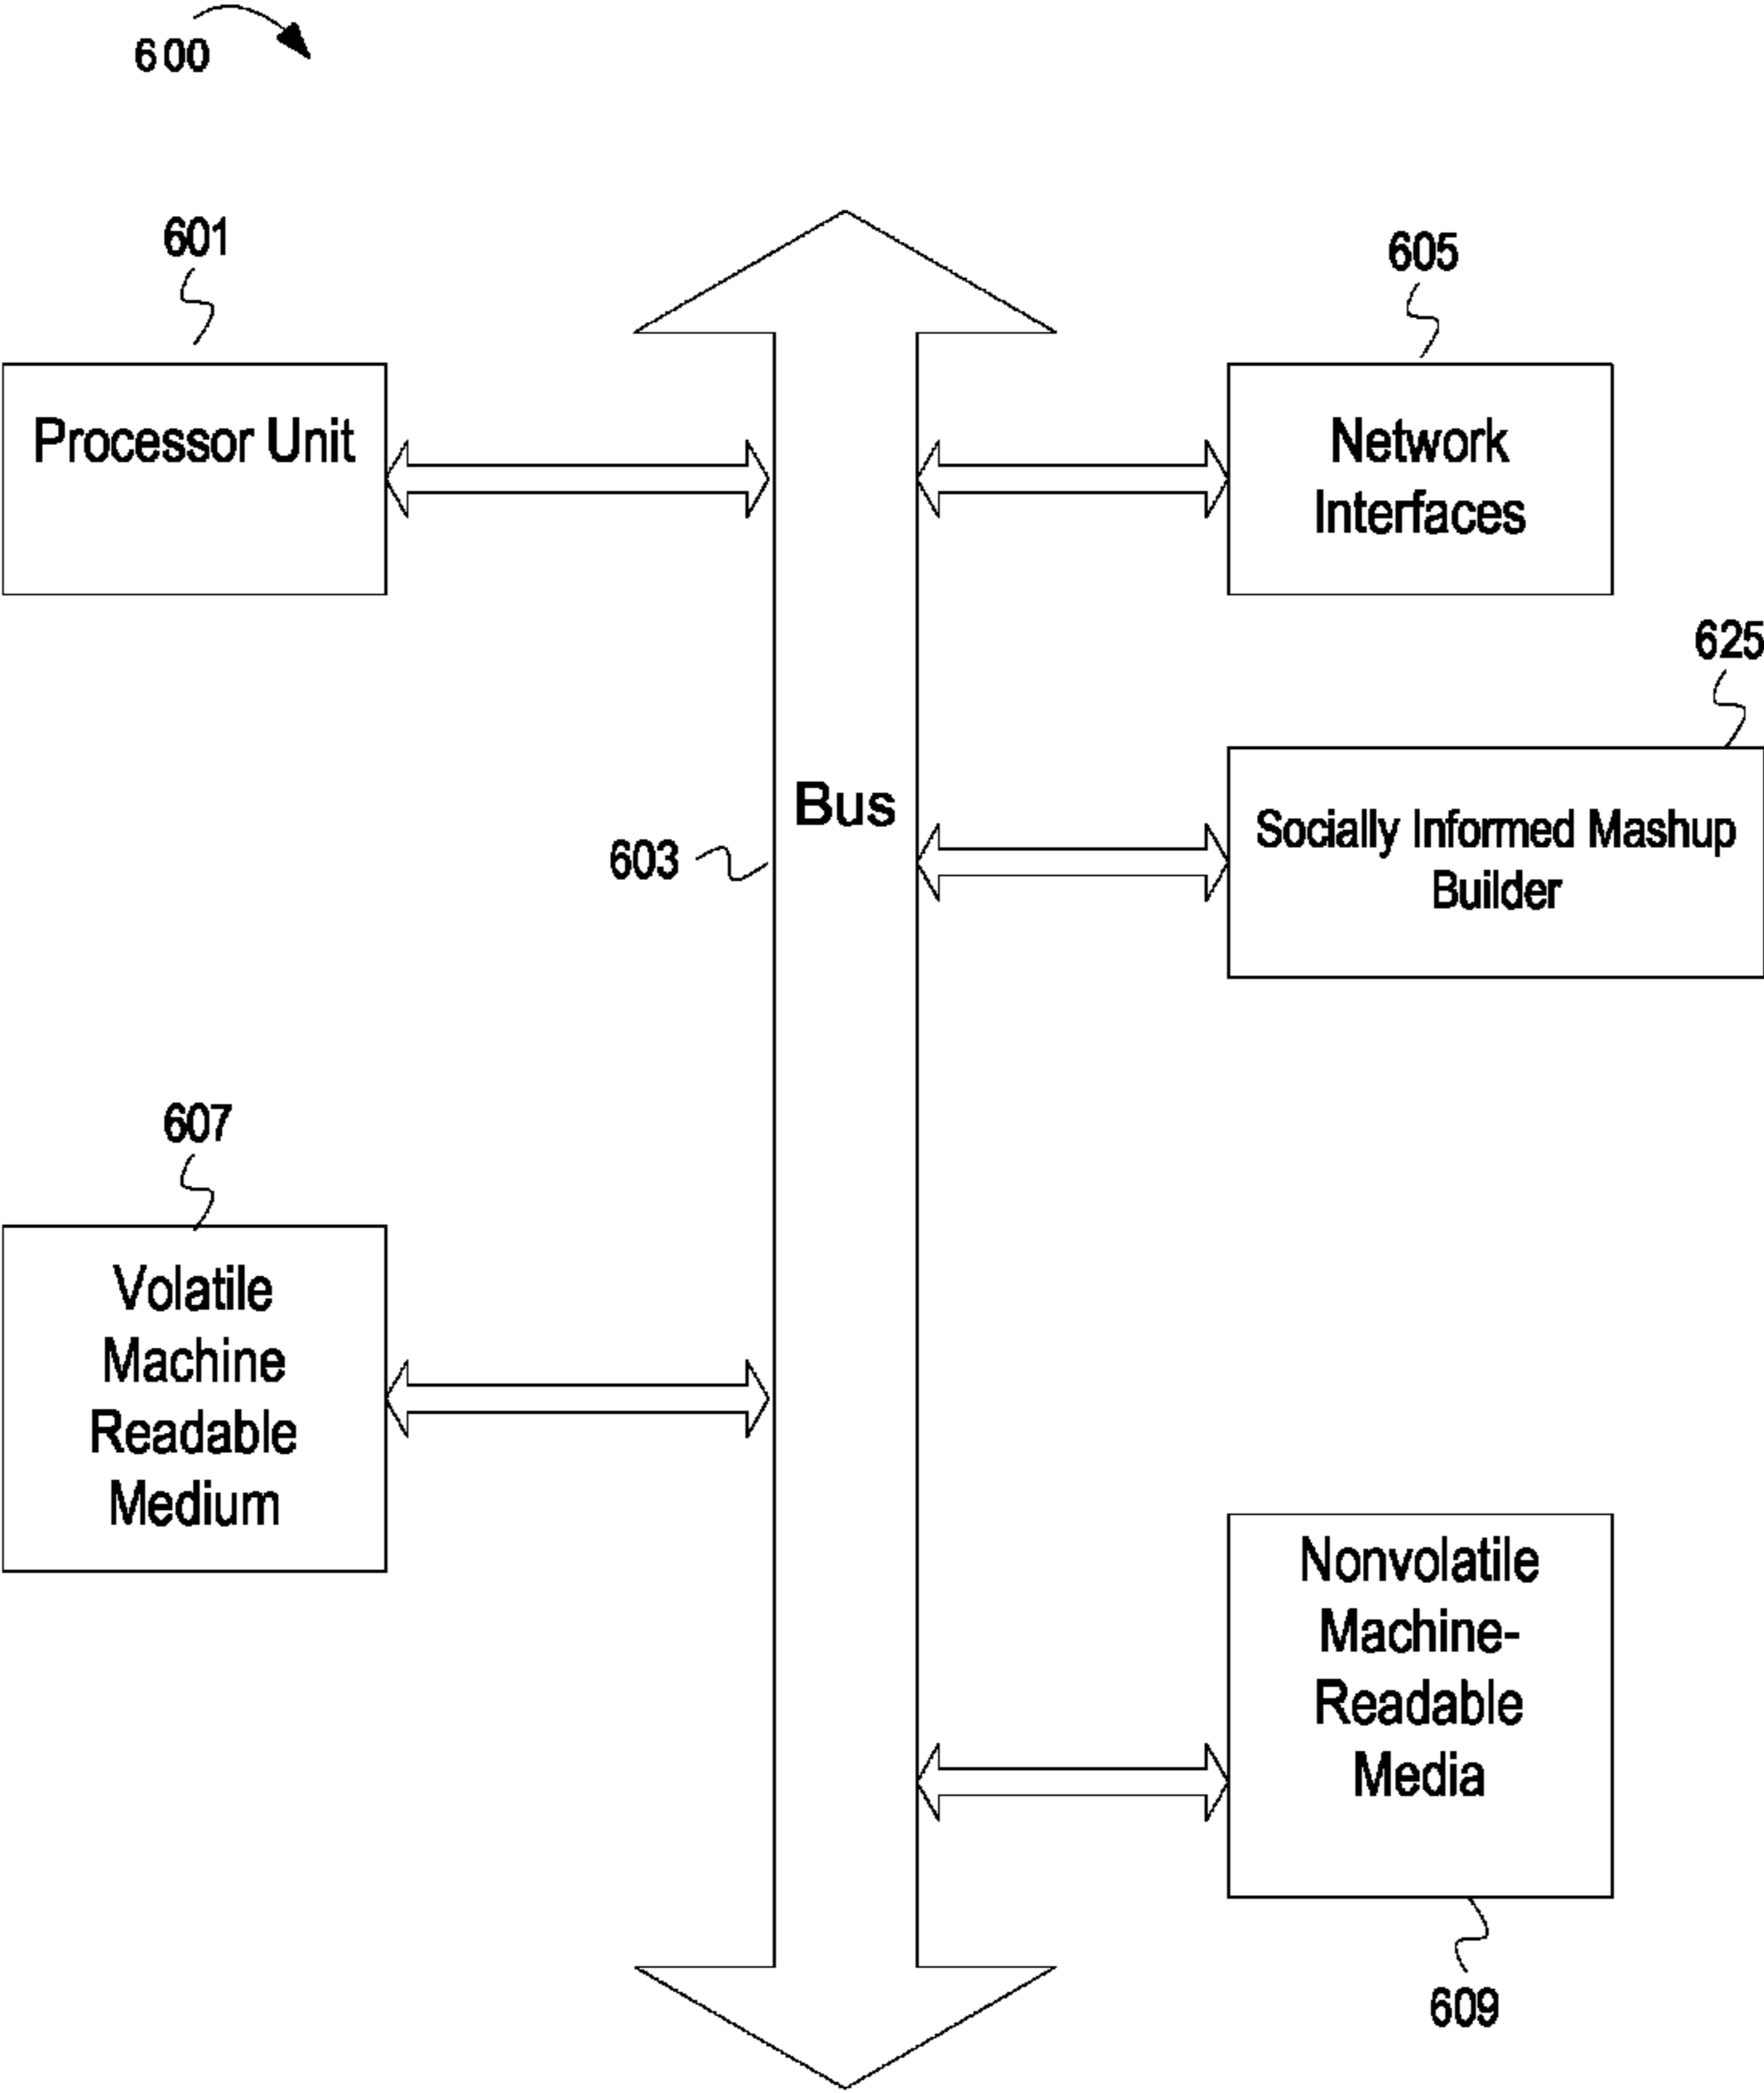 600
601
Processor Unit
605
Network
Interfaces
625
Socially Informed Mashup
Builder
Bus
603
607
Volatile
Machine
Readable
Medium
Nonvolatile
Machine-
Readable
Media
609